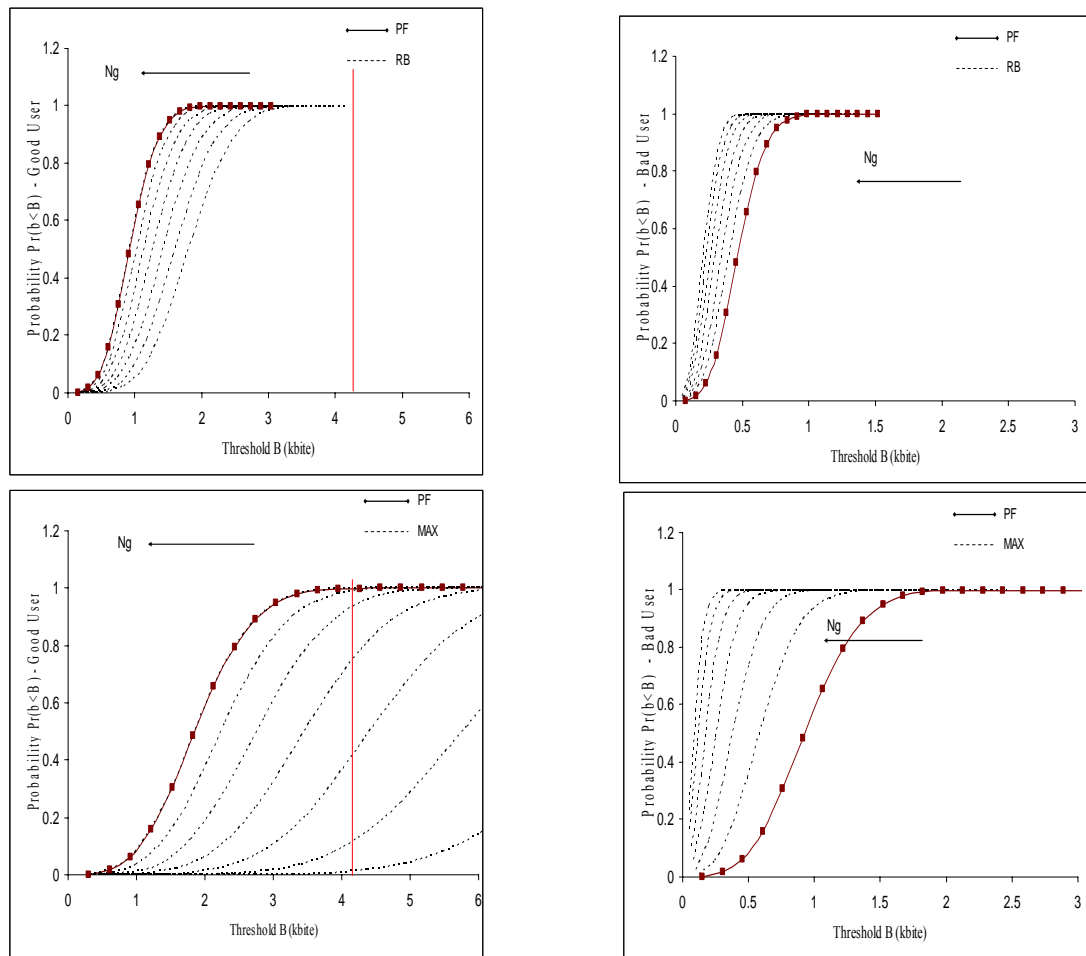 PF
RB
Ng
1.2
1
0.8
0.6
0.4
0.2
0
0 1 2 3 4 5 6
Probability Pr(b<B) - Good User
Threshold B (kbite)
PF
RB
Ng
1.2
1
0.8
0.6
0.4
0.2
0
0 0.5 1 1.5 2 2.5 3
Probability Pr(b<B) - Bad User
Threshold B (kbite)
PF
MAX
Ng
1.2
1
0.8
0.6
0.4
0.2
0
0 1 2 3 4 5 6
Probability Pr(b<B) - Good User
Threshold B (kbite)
PF
MAX
Ng
1.2
1
0.8
0.6
0.4
0.2
0
0 0.5 1 1.5 2 2.5 3
Probability Pr(b<B) - Bad User
Threshold B (kbite)